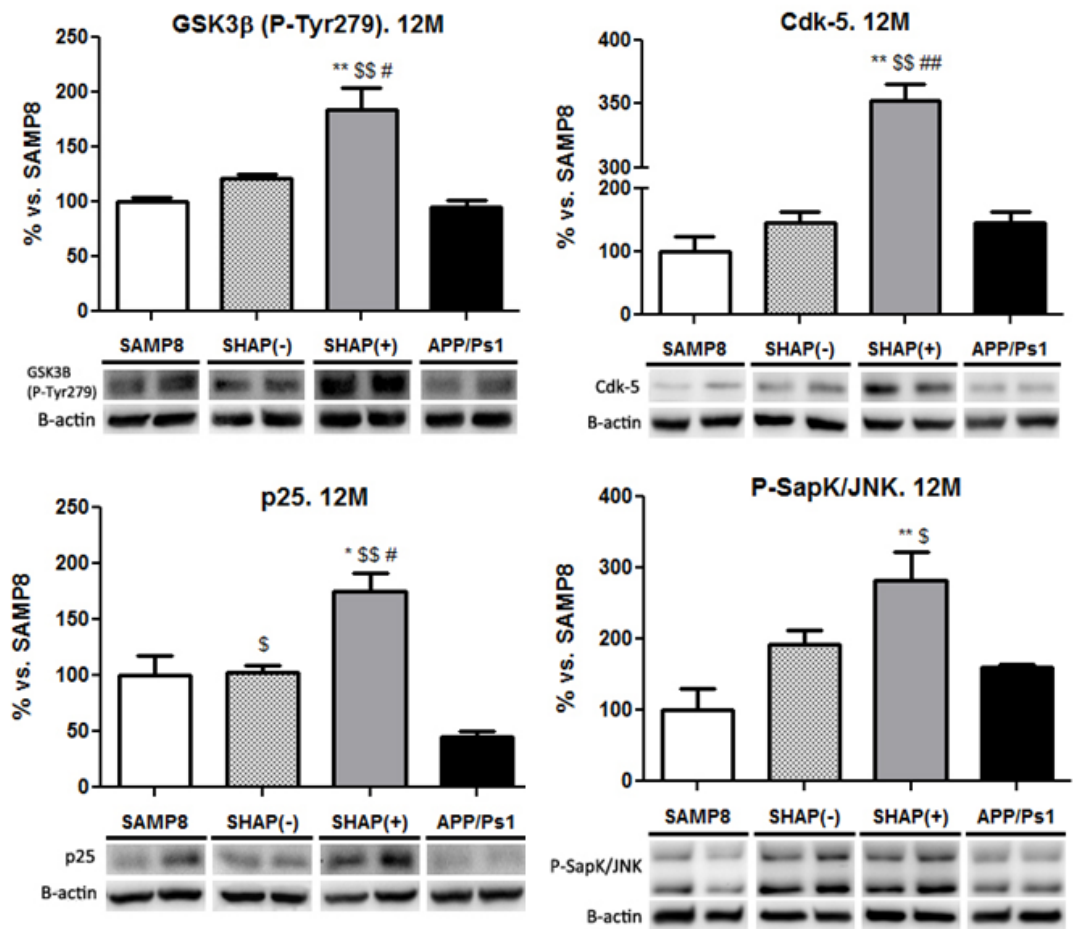 GSK3β (P-Tyr279). 12M
% vs. SAMP8
250
200
150
100
50
0
** $$ #
SAMP8 SHAP(-) SHAP(+) APP/Ps1
GSK3B
(P-Tyr279)
B-actin
Cdk-5. 12M
% vs. SAMP8
400
350
300
200
100
0
** $$ ##
SAMP8 SHAP(-) SHAP(+) APP/Ps1
Cdk-5
B-actin
p25. 12M
% vs. SAMP8
250
200
150
100
50
0
$
* $$ #
SAMP8 SHAP(-) SHAP(+) APP/Ps1
p25
B-actin
P-SapK/JNK. 12M
% vs. SAMP8
400
300
200
100
0
** $
SAMP8 SHAP(-) SHAP(+) APP/Ps1
P-SapK/JNK
B-actin